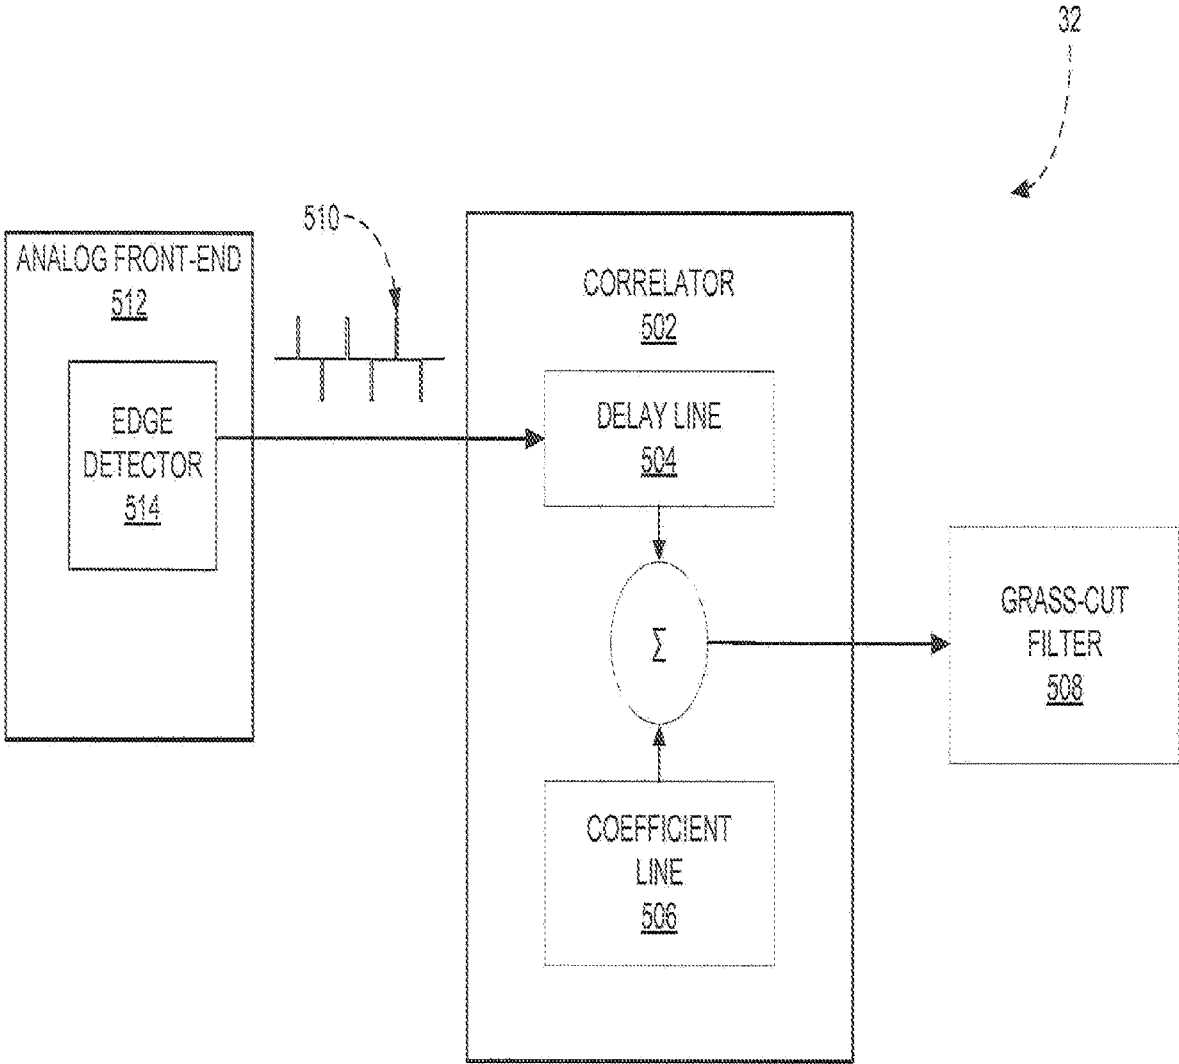 32
510
ANALOG FRONT-END
512
EDGE
DETECTOR
514
CORRELATOR
502
DELAY LINE
504
Σ
COEFFICIENT
LINE
506
GRASS-CUT
FILTER
508